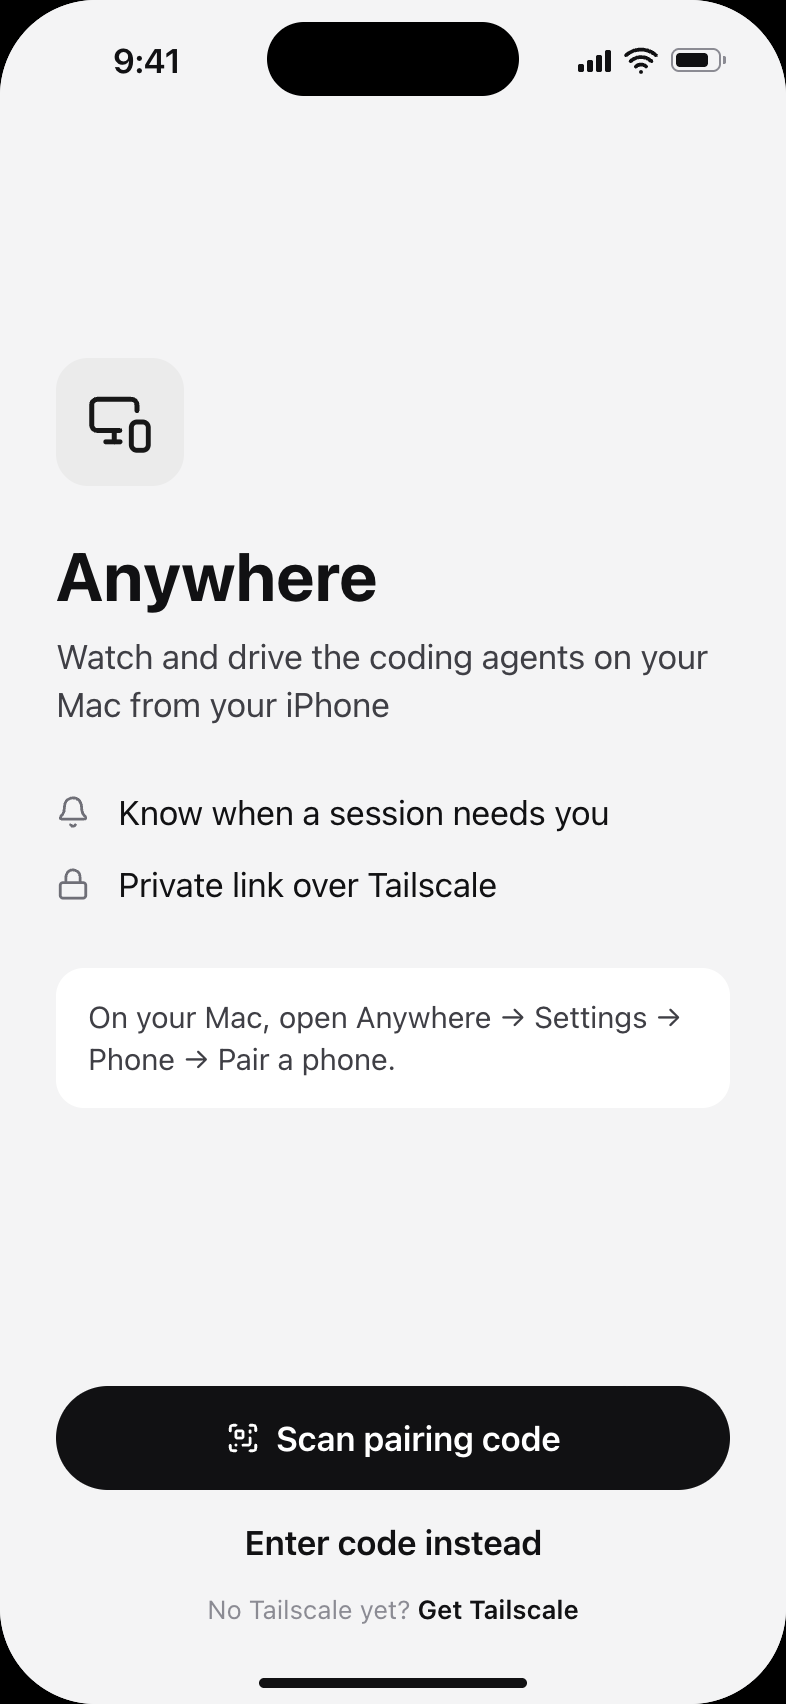 9:41
Anywhere
Watch and drive the coding agents on your
Mac from your iPhone
Know when a session needs you
Private link over Tailscale
On your Mac, open Anywhere → Settings →
Phone → Pair a phone.
Scan pairing code
Enter code instead
No Tailscale yet? Get Tailscale